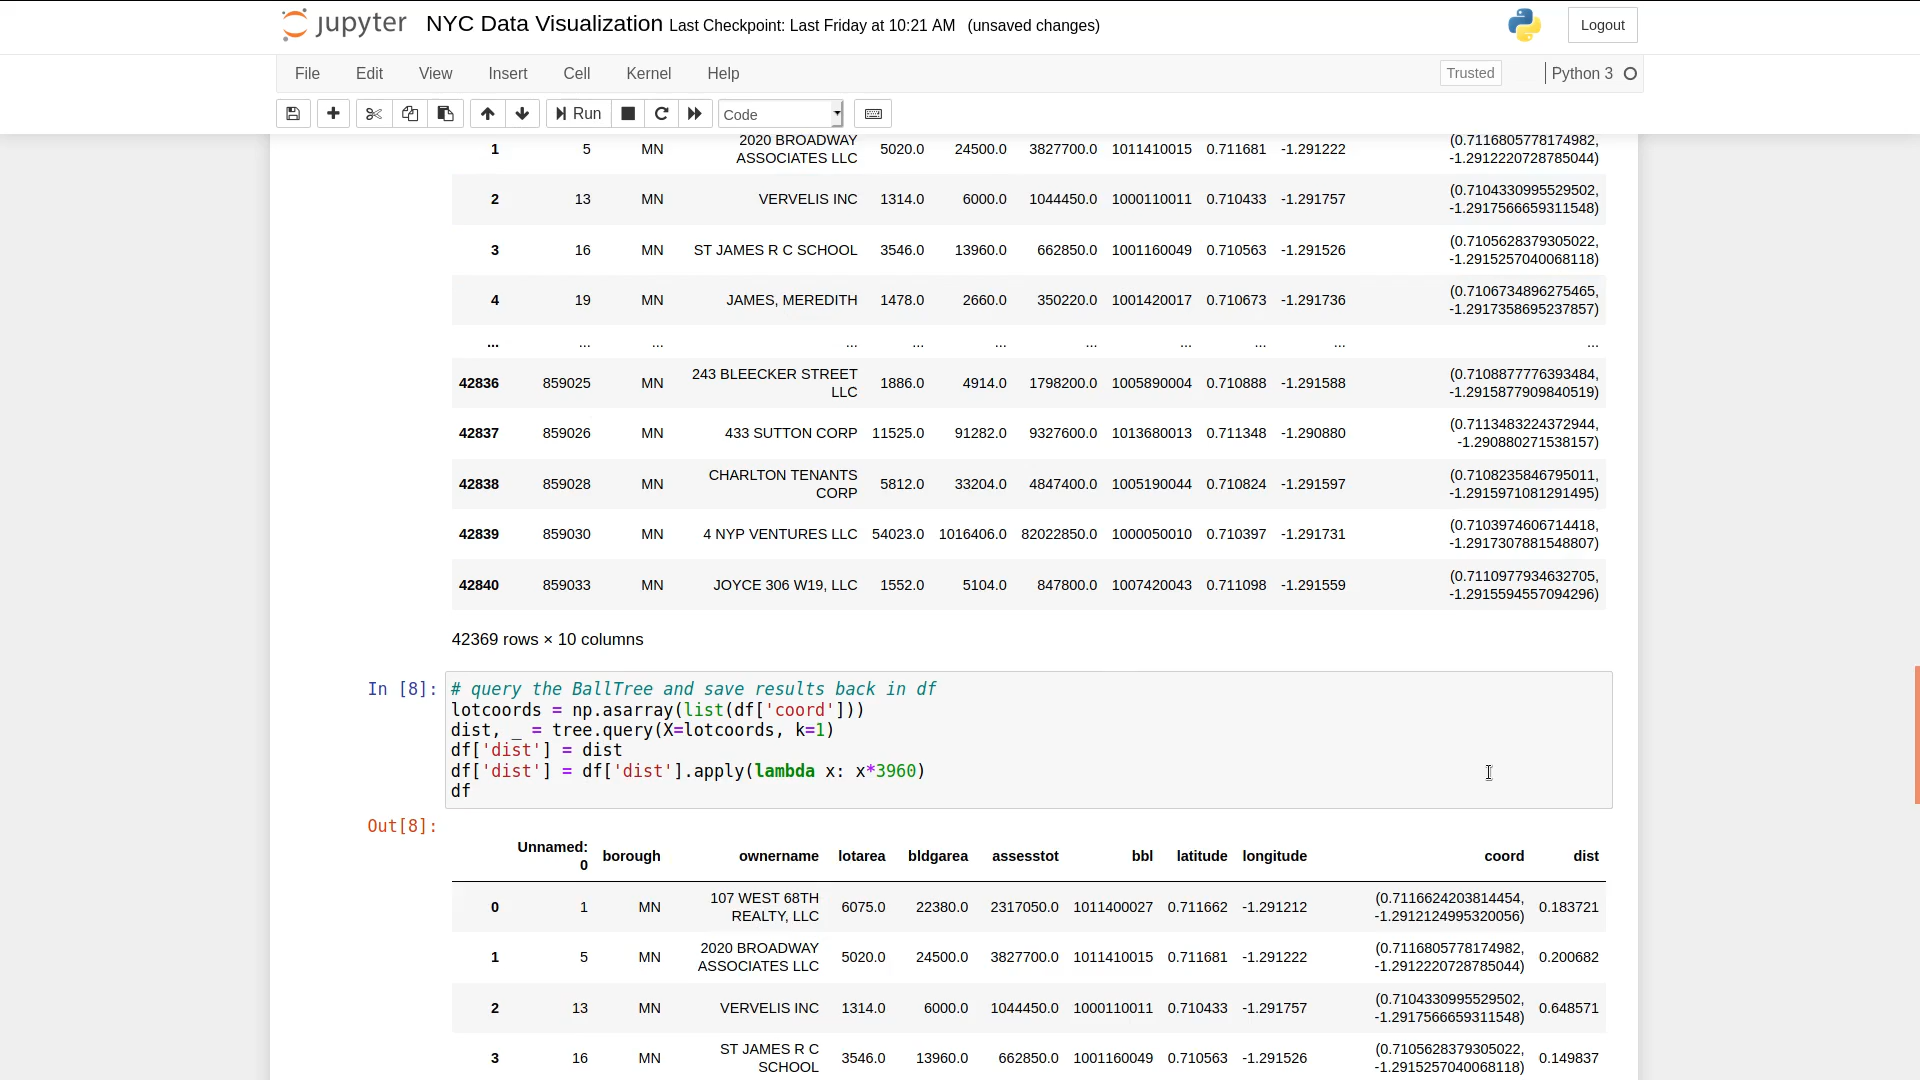 jupyter NYC Data Visualization Last Checkpoint: Last Friday at 10:21 AM (unsaved changes) Logout
File Edit View Insert Cell Kernel Help Trusted Python 3
Run Code
1 5 MN 2020 BROADWAY ASSOCIATES LLC 5020.0 24500.0 3827700.0 1011410015 0.711681 -1.291222 (0.7116805778174982, -1.2912220728785044)
2 13 MN VERVELIS INC 1314.0 6000.0 1044450.0 1000110011 0.710433 -1.291757 (0.7104330995529502, -1.2917566659311548)
3 16 MN ST JAMES R C SCHOOL 3546.0 13960.0 662850.0 1001160049 0.710563 -1.291526 (0.7105628379305022, -1.2915257040068118)
4 19 MN JAMES, MEREDITH 1478.0 2660.0 350220.0 1001420017 0.710673 -1.291736 (0.7106734896275465, -1.2917358695237857)
... ... ... ... ... ... ... ... ... ... ...
42836 859025 MN 243 BLEECKER STREET LLC 1886.0 4914.0 1798200.0 1005890004 0.710888 -1.291588 (0.7108877776393484, -1.2915877909840519)
42837 859026 MN 433 SUTTON CORP 11525.0 91282.0 9327600.0 1013680013 0.711348 -1.290880 (0.7113483224372944, -1.290880271538157)
42838 859028 MN CHARLTON TENANTS CORP 5812.0 33204.0 4847400.0 1005190044 0.710824 -1.291597 (0.7108235846795011, -1.2915971081291495)
42839 859030 MN 4 NYP VENTURES LLC 54023.0 1016406.0 82022850.0 1000050010 0.710397 -1.291731 (0.7103974606714418, -1.2917307881548807)
42840 859033 MN JOYCE 306 W19, LLC 1552.0 5104.0 847800.0 1007420043 0.711098 -1.291559 (0.7110977934632705, -1.2915594557094296)
42369 rows × 10 columns
In [8]: # query the BallTree and save results back in df
lotcoords = np.asarray(list(df['coord']))
dist, _ = tree.query(X=lotcoords, k=1)
df['dist'] = dist
df['dist'] = df['dist'].apply(lambda x: x*3960)
df
Out[8]:
Unnamed: 0 borough ownername lotarea bldgarea assesstot bbl latitude longitude coord dist
0 1 MN 107 WEST 68TH REALTY, LLC 6075.0 22380.0 2317050.0 1011400027 0.711662 -1.291212 (0.7116624203814454, -1.2912124995320056) 0.183721
1 5 MN 2020 BROADWAY ASSOCIATES LLC 5020.0 24500.0 3827700.0 1011410015 0.711681 -1.291222 (0.7116805778174982, -1.2912220728785044) 0.200682
2 13 MN VERVELIS INC 1314.0 6000.0 1044450.0 1000110011 0.710433 -1.291757 (0.7104330995529502, -1.2917566659311548) 0.648571
3 16 MN ST JAMES R C SCHOOL 3546.0 13960.0 662850.0 1001160049 0.710563 -1.291526 (0.7105628379305022, -1.2915257040068118) 0.149837